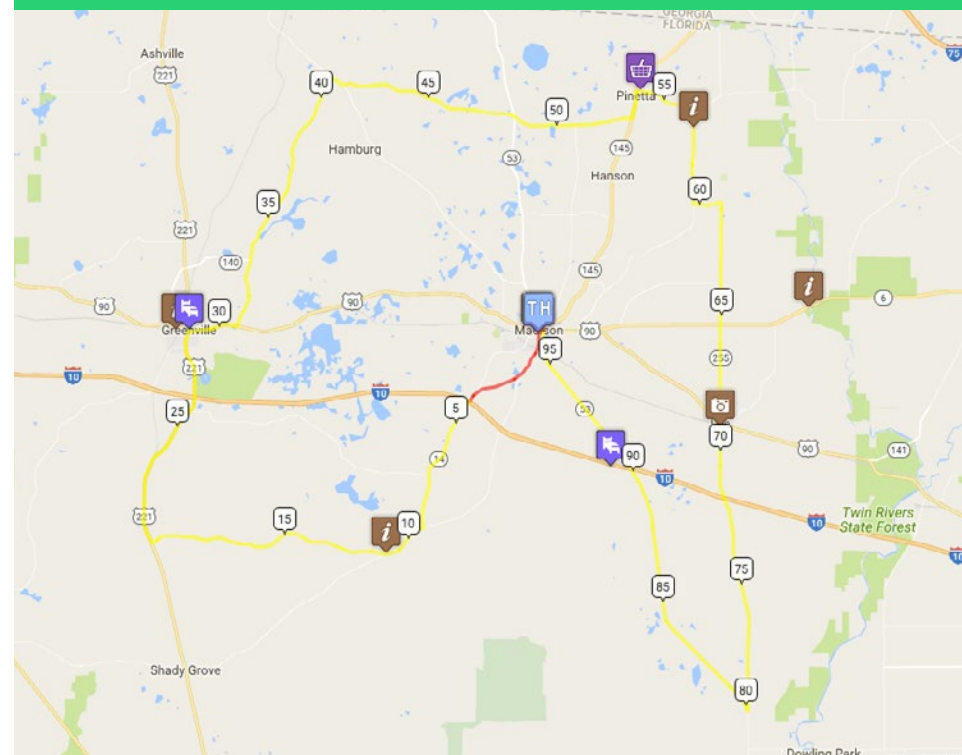 GEORGIA
FLORIDA
75
Ashville
221
40
45
55
Pinetta
i
50
145
Hamburg
53
Hanson
60
35
221
145
140
i
90
30
90
TH
65
6
Greenville
Madison
90
95
255
221
10
10
25
5
53
70
90
141
14
90
10
Twin Rivers
State Forest
10
221
15
i
10
10
75
85
Shady Grove
80
Dowling Park